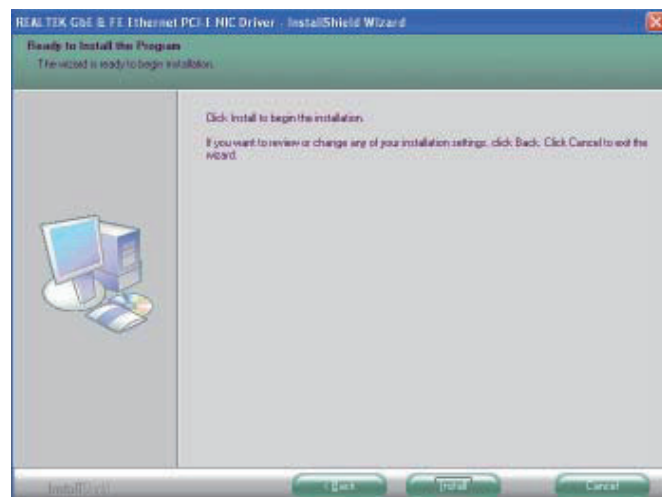 REALTEK GbE & FE Ethernet PCI-E NIC Driver - InstallShield Wizard
Ready to Install the Program
The wizard is ready to begin installation.
Click Install to begin the installation.
If you want to review or change any of your installation settings, click Back. Click Cancel to exit the
wizard.
InstallShield
< Back Install Cancel